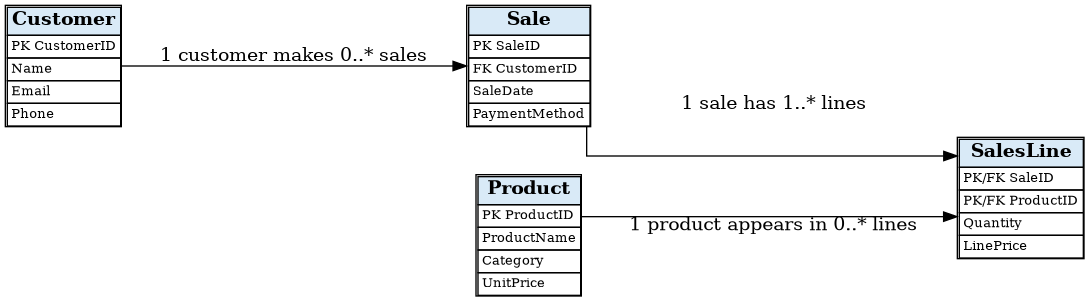 Customer
PK CustomerID
Name
Email
Phone
1 customer makes 0..* sales
Sale
PK SaleID
FK CustomerID
SaleDate
PaymentMethod
1 sale has 1..* lines
Product
PK ProductID
ProductName
Category
UnitPrice
1 product appears in 0..* lines
SalesLine
PK/FK SaleID
PK/FK ProductID
Quantity
LinePrice